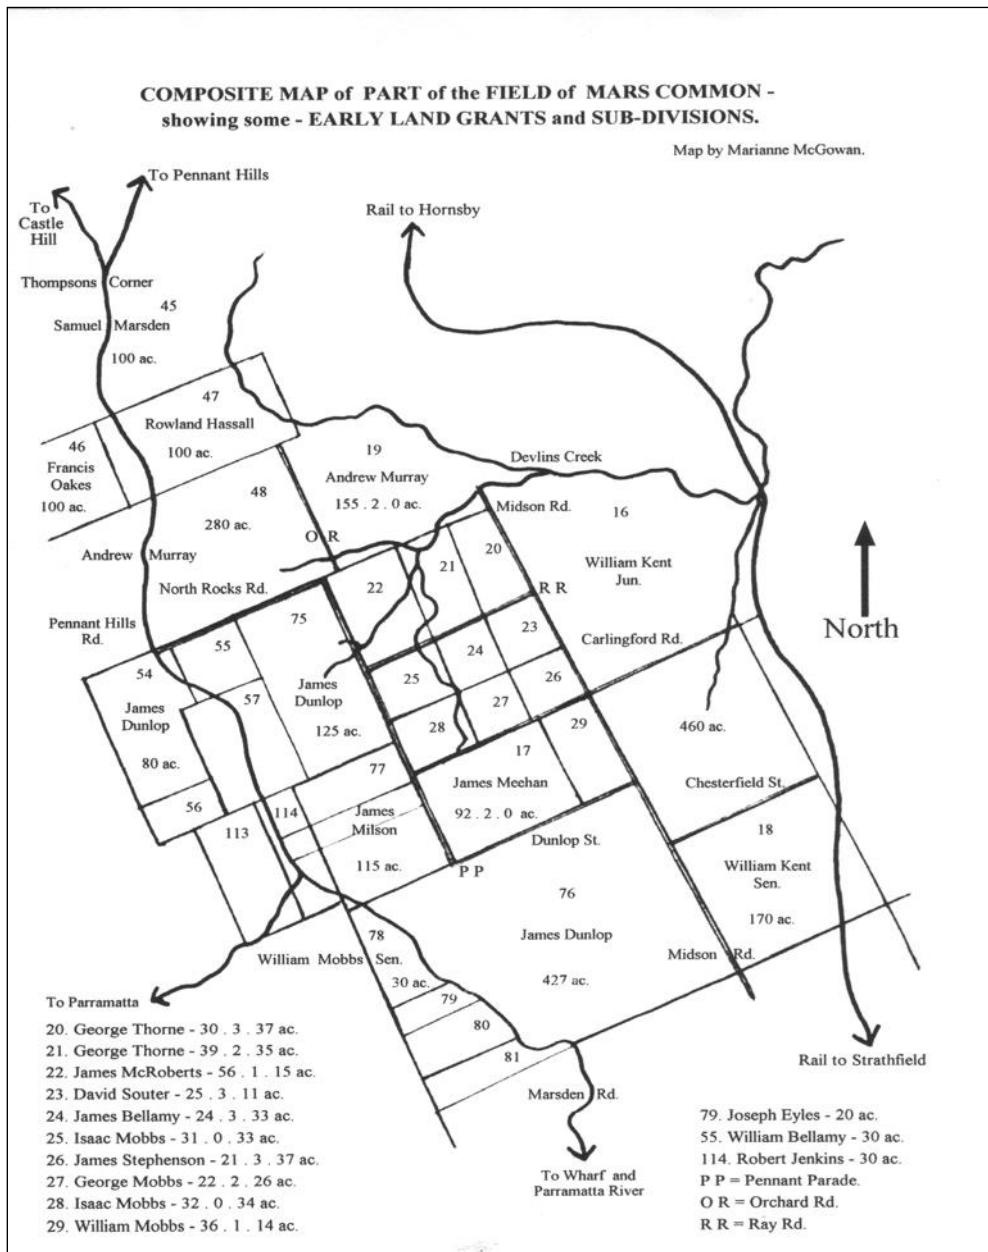 COMPOSITE MAP of PART of the FIELD of MARS COMMON -
showing some - EARLY LAND GRANTS and SUB-DIVISIONS.
Map by Marianne McGowan.
To Pennant Hills
To
Castle
Hill
Rail to Hornsby
Thompsons Corner
45
Samuel Marsden
100 ac.
47
Rowland Hassall
100 ac.
46
Francis
Oakes
100 ac.
19
Andrew Murray
155 . 2 . 0 ac.
Devlins Creek
48
280 ac.
O R
Andrew Murray
North Rocks Rd.
Midson Rd.
16
William Kent
Jun.
20
21
22
R R
Carlingford Rd.
North
Pennant Hills
Rd.
75
55
23
24
54
James
Dunlop
80 ac.
57
James
Dunlop
125 ac.
25
26
27
28
29
460 ac.
77
17
James Meehan
92 . 2 . 0 ac.
Chesterfield St.
56
114
113
James
Milson
115 ac.
Dunlop St.
18
William Kent
Sen.
170 ac.
P P
76
James Dunlop
427 ac.
78
William Mobbs Sen.
30 ac.
Midson Rd.
79
80
81
To Parramatta
Marsden Rd.
Rail to Strathfield
To Wharf and
Parramatta River
20. George Thorne - 30 . 3 . 37 ac.
21. George Thorne - 39 . 2 . 35 ac.
22. James McRoberts - 56 . 1 . 15 ac.
23. David Souter - 25 . 3 . 11 ac.
24. James Bellamy - 24 . 3 . 33 ac.
25. Isaac Mobbs - 31 . 0 . 33 ac.
26. James Stephenson - 21 . 3 . 37 ac.
27. George Mobbs - 22 . 2 . 26 ac.
28. Isaac Mobbs - 32 . 0 . 34 ac.
29. William Mobbs - 36 . 1 . 14 ac.
79. Joseph Eyles - 20 ac.
55. William Bellamy - 30 ac.
114. Robert Jenkins - 30 ac.
P P = Pennant Parade.
O R = Orchard Rd.
R R = Ray Rd.